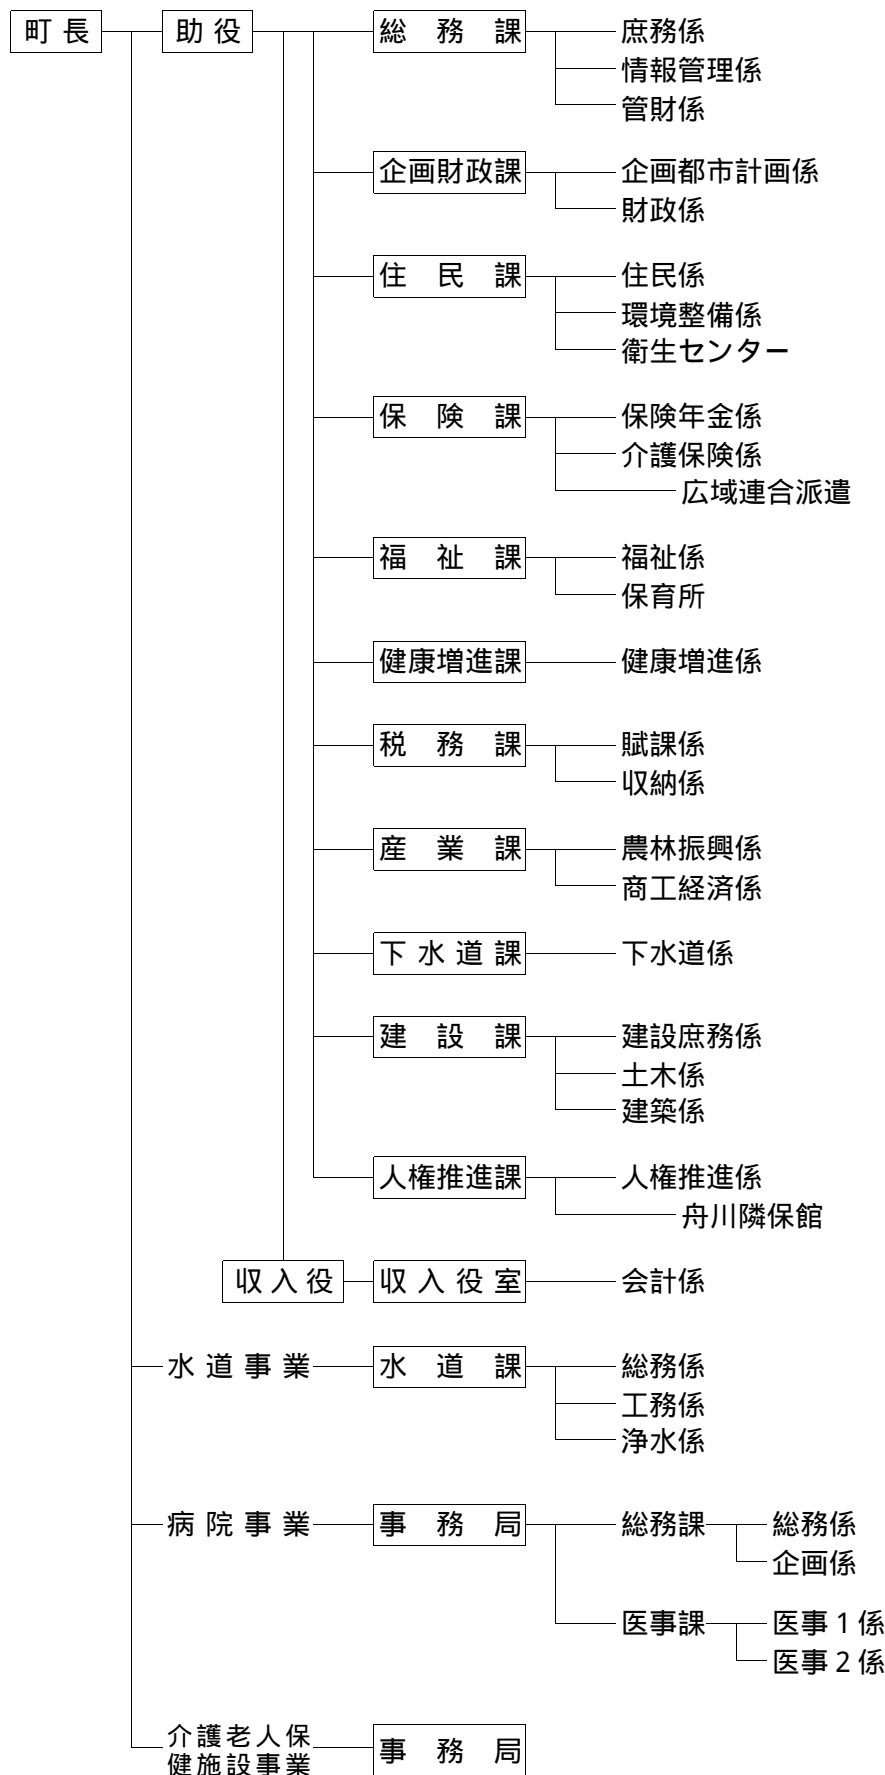 町長 助役 総務課 庶務係
情報管理係
管財係
企画財政課 企画都市計画係
財政係
住民課 住民係
環境整備係
衛生センター
保険課 保険年金係
介護保険係
広域連合派遣
福祉課 福祉係
保育所
健康増進課 健康増進係
税務課 賦課係
収納係
産業課 農林振興係
商工経済係
下水道課 下水道係
建設課 建設庶務係
土木係
建築係
人権推進課 人権推進係
舟川隣保館
収入役 収入役室 会計係
水道事業 水道課 総務係
工務係
浄水係
病院事業 事務局 総務課 総務係
企画係
医事課 医事1係
医事2係
介護老人保
健施設事業 事務局